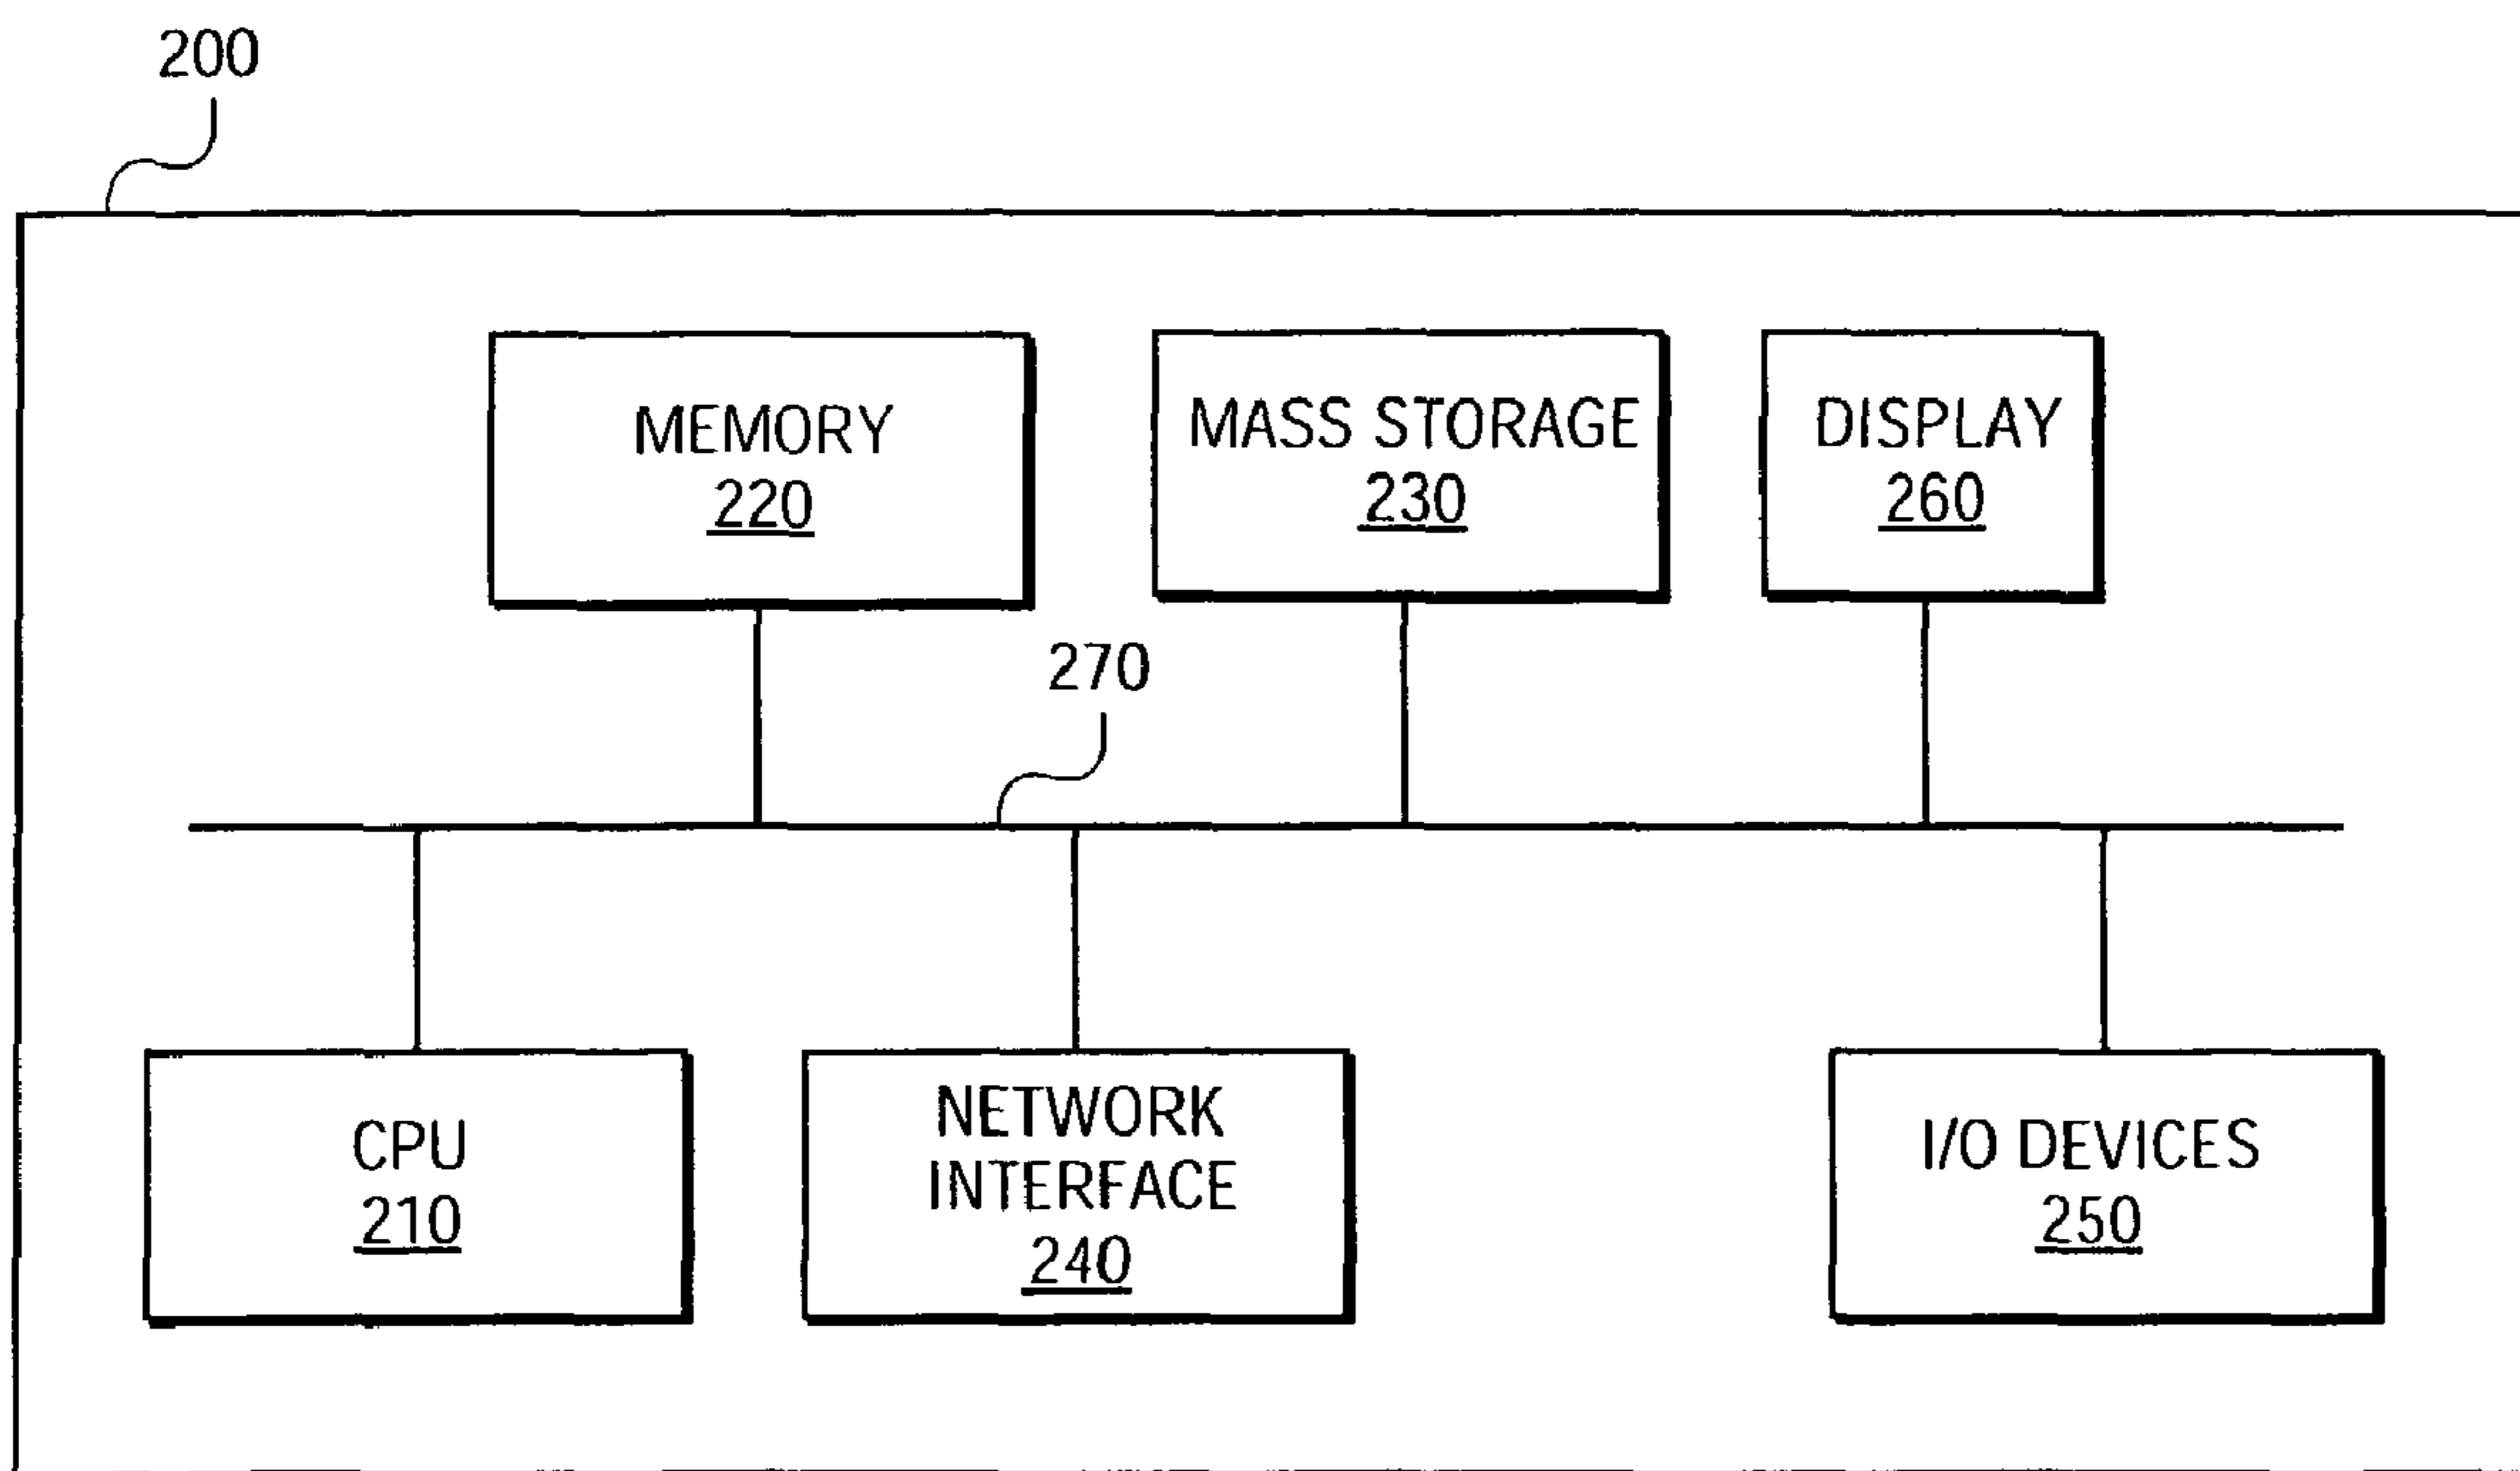 200
MEMORY
220
MASS STORAGE
230
DISPLAY
260
270
CPU
210
NETWORK
INTERFACE
240
I/O DEVICES
250